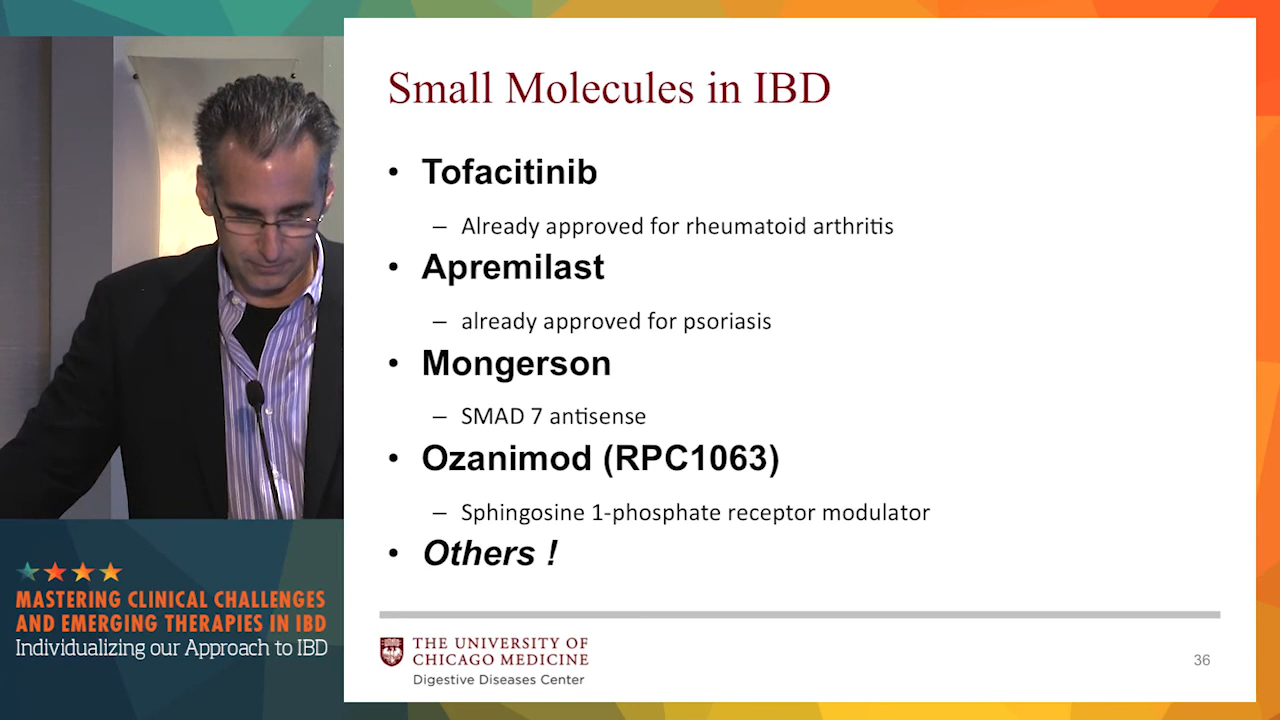 Small Molecules in IBD
• Tofacitinib
– Already approved for rheumatoid arthritis
• Apremilast
– already approved for psoriasis
• Mongerson
– SMAD 7 antisense
• Ozanimod (RPC1063)
– Sphingosine 1-phosphate receptor modulator
• Others !
MASTERING CLINICAL CHALLENGES
AND EMERGING THERAPIES IN IBD
Individualizing our Approach to IBD
THE UNIVERSITY OF
CHICAGO MEDICINE
Digestive Diseases Center
36